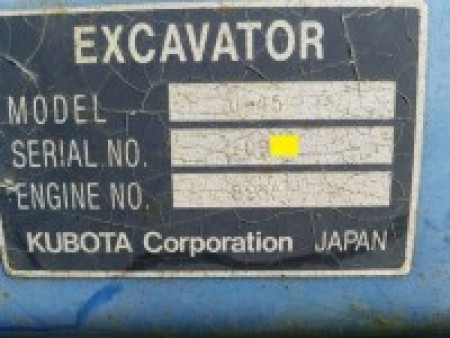 EXCAVATOR
MODEL
SERIAL NO.
ENGINE NO.
KUBOTA Corporation JAPAN